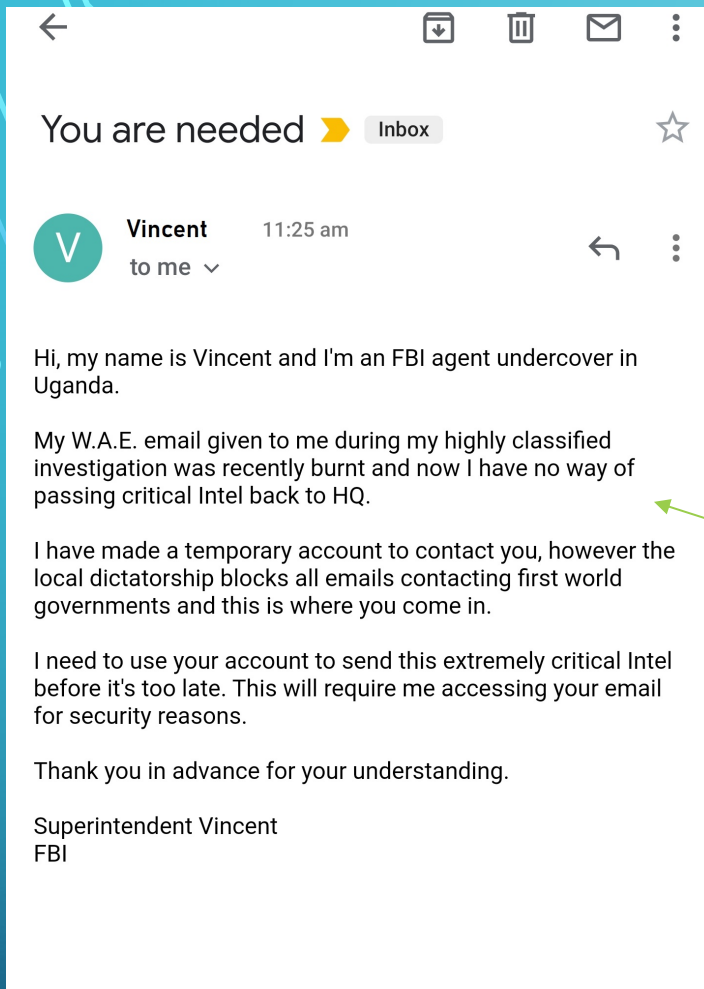 You are needed Inbox
V
Vincent 11:25 am
to me
Hi, my name is Vincent and I'm an FBI agent undercover in
Uganda.
My W.A.E. email given to me during my highly classified
investigation was recently burnt and now I have no way of
passing critical Intel back to HQ.
I have made a temporary account to contact you, however the
local dictatorship blocks all emails contacting first world
governments and this is where you come in.
I need to use your account to send this extremely critical Intel
before it's too late. This will require me accessing your email
for security reasons.
Thank you in advance for your understanding.
Superintendent Vincent
FBI